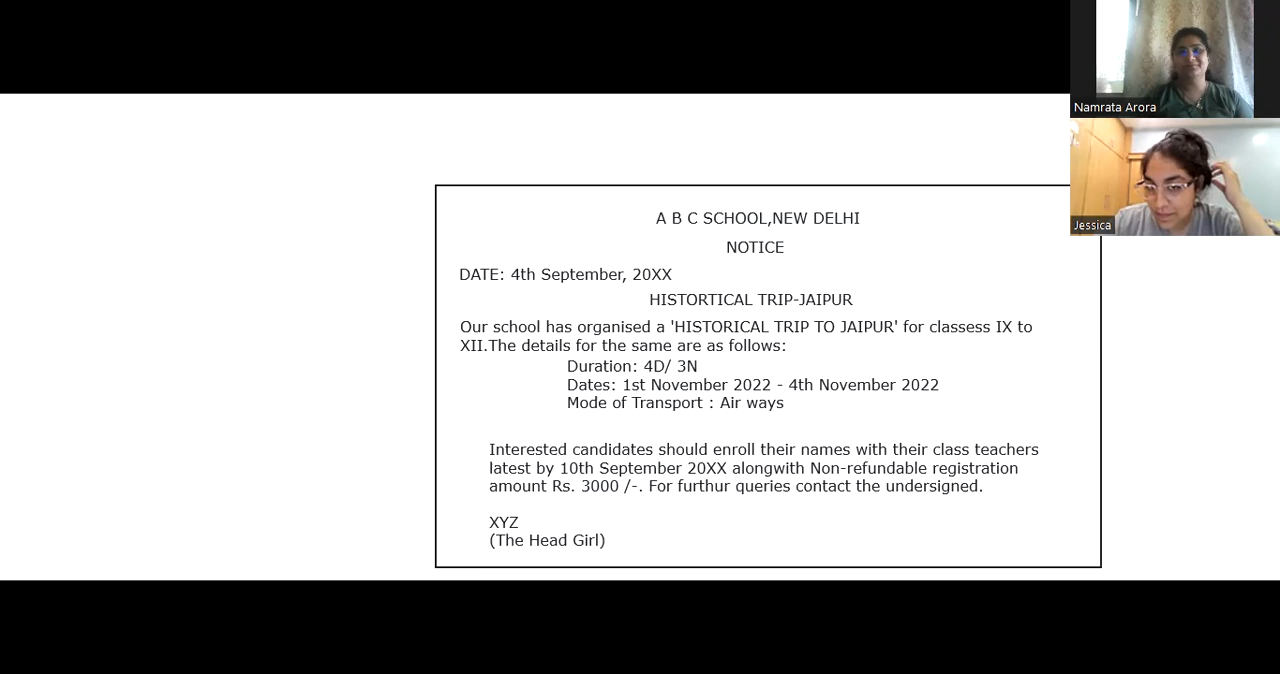 A B C SCHOOL,NEW DELHI
NOTICE
DATE: 4th September, 20XX
HISTORTICAL TRIP-JAIPUR
Our school has organised a 'HISTORICAL TRIP TO JAIPUR' for classess IX to
XII.The details for the same are as follows:
Duration: 4D/ 3N
Dates: 1st November 2022 - 4th November 2022
Mode of Transport : Air ways
Interested candidates should enroll their names with their class teachers
latest by 10th September 20XX alongwith Non-refundable registration
amount Rs. 3000 /-. For furthur queries contact the undersigned.
XYZ
(The Head Girl)
Namrata Arora
Jessica